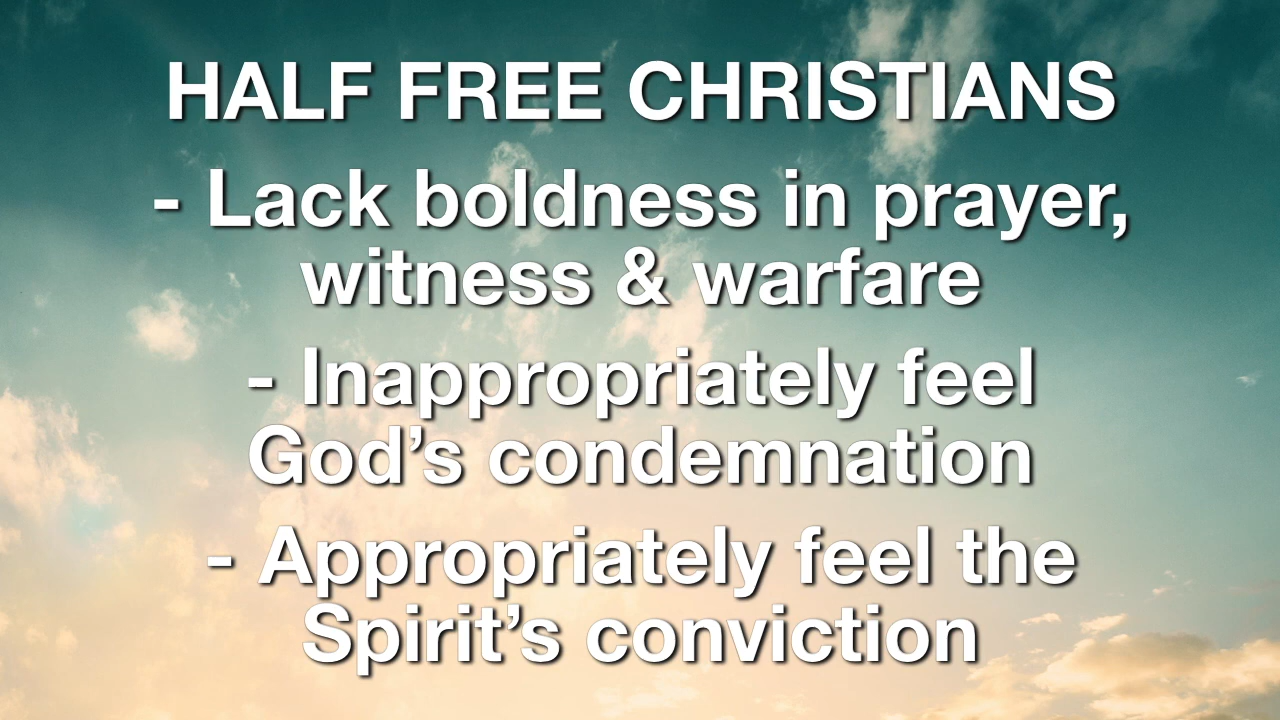 HALF FREE CHRISTIANS
- Lack boldness in prayer,
witness & warfare
- Inappropriately feel
God’s condemnation
- Appropriately feel the
Spirit’s conviction